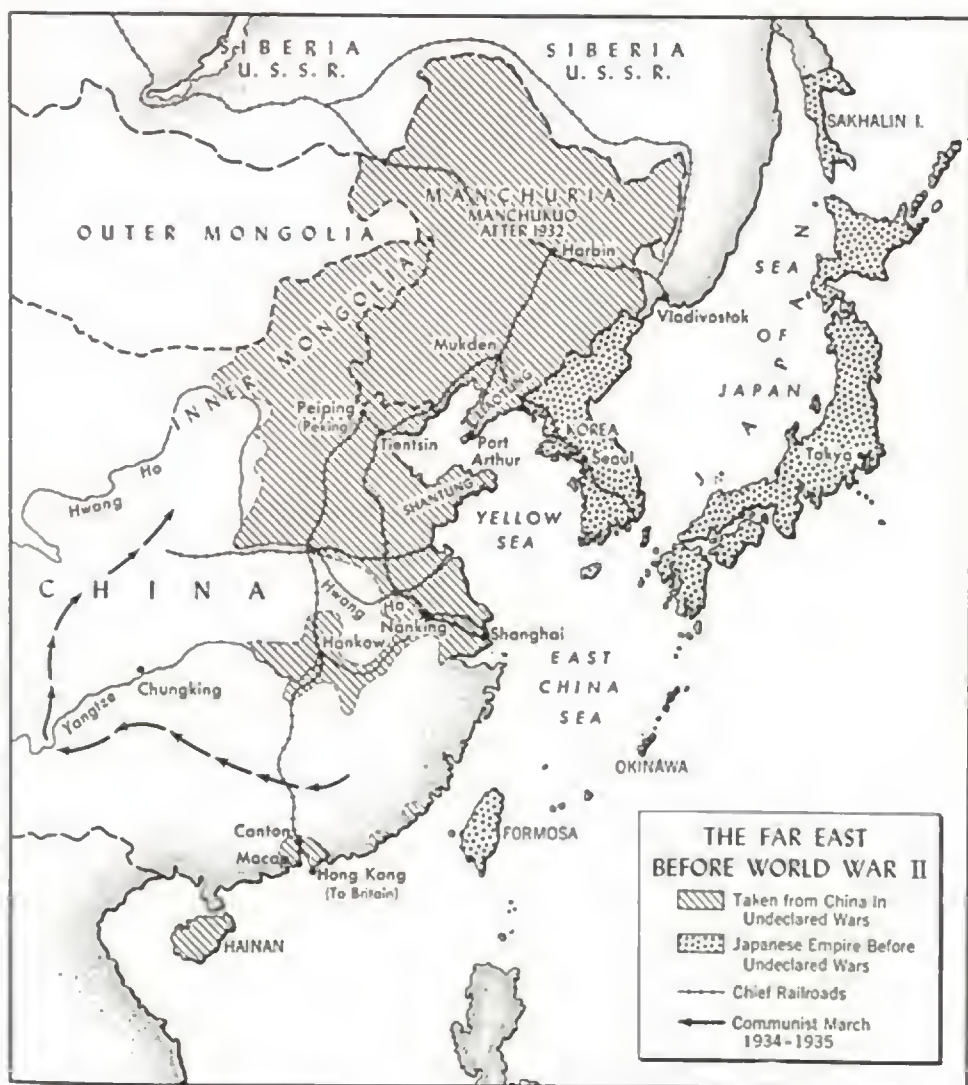 SIBERIA
U. S. S. R.
SIBERIA
U. S. S. R.
SAKHALIN I.
OUTER MONGOLIA
MANCHURIA
MANCHUKUO
AFTER 1932
Harbin
SEA
OF
JAPAN
Vladivostok
INNER MONGOLIA
Mukden
LIAOTUNG
JAPAN
Peiping
(Peking)
Tientsin
Port
Arthur
KOREA
Seoul
Tokyo
Hwang Ho
SHANTUNG
YELLOW
SEA
CHINA
Hwang Ho
Nanking
Hankow
Shanghai
EAST
CHINA
SEA
Chungking
Yangtze
OKINAWA
FORMOSA
Canton
Macao
Hong Kong
(To Britain)
HAINAN
THE FAR EAST
BEFORE WORLD WAR II
Taken from China In
Undeclared Wars
Japanese Empire Before
Undeclared Wars
Chief Railroads
Communist March
1934-1935